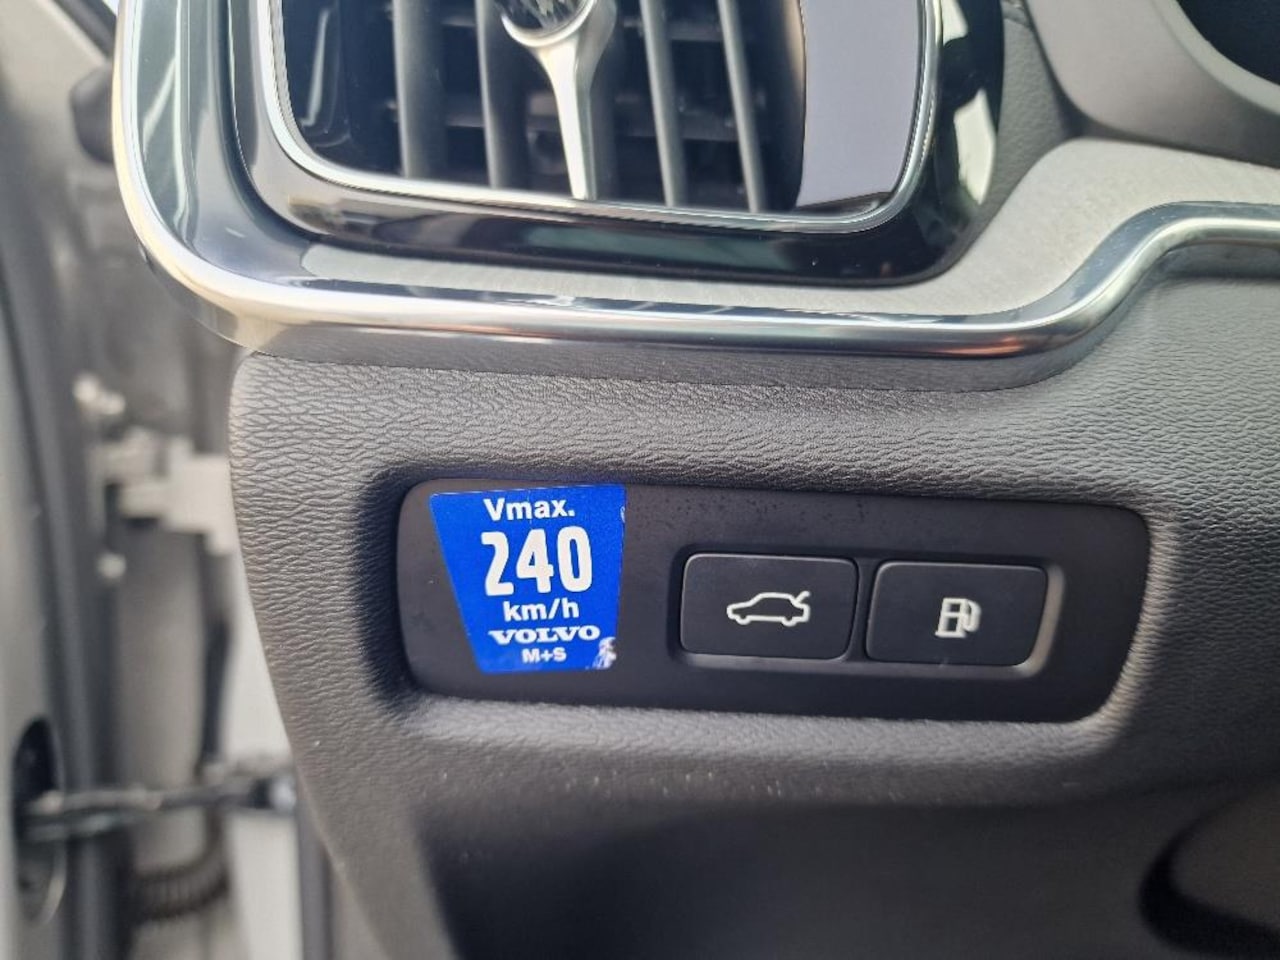 Vmax.
240
km/h
VOLVO
M+S